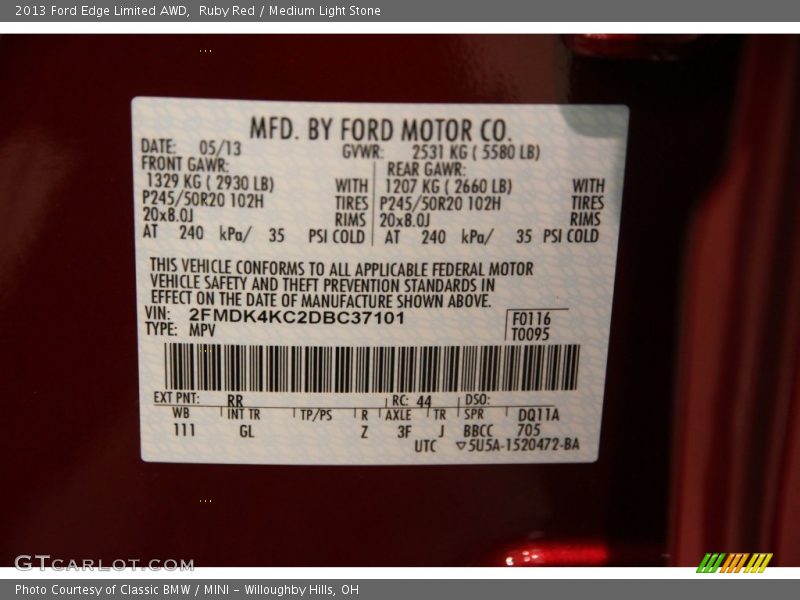 2013 Ford Edge Limited AWD,  Ruby Red / Medium Light Stone
MFD. BY FORD MOTOR CO.
DATE: 05/13 GVWR: 2531 KG ( 5580 LB)
FRONT GAWR: REAR GAWR:
1329 KG ( 2930 LB) WITH 1207 KG ( 2660 LB) WITH
P245/50R20 102H TIRES P245/50R20 102H TIRES
20x8.0J RIMS 20x8.0J RIMS
AT 240 kPa/ 35 PSI COLD AT 240 kPa/ 35 PSI COLD
THIS VEHICLE CONFORMS TO ALL APPLICABLE FEDERAL MOTOR
VEHICLE SAFETY AND THEFT PREVENTION STANDARDS IN
EFFECT ON THE DATE OF MANUFACTURE SHOWN ABOVE.
VIN: 2FMDK4KC2DBC37101 F0116
TYPE: MPV T0095
EXT PNT: RR RC: 44 DSO:
WB INT TR TP/PS R AXLE TR SPR DQ11A
111 GL Z 3F J BBCC 705
UTC ▽5U5A-1520472-BA
GTCARLOT.COM
Photo Courtesy of Classic BMW / MINI - Willoughby Hills, OH